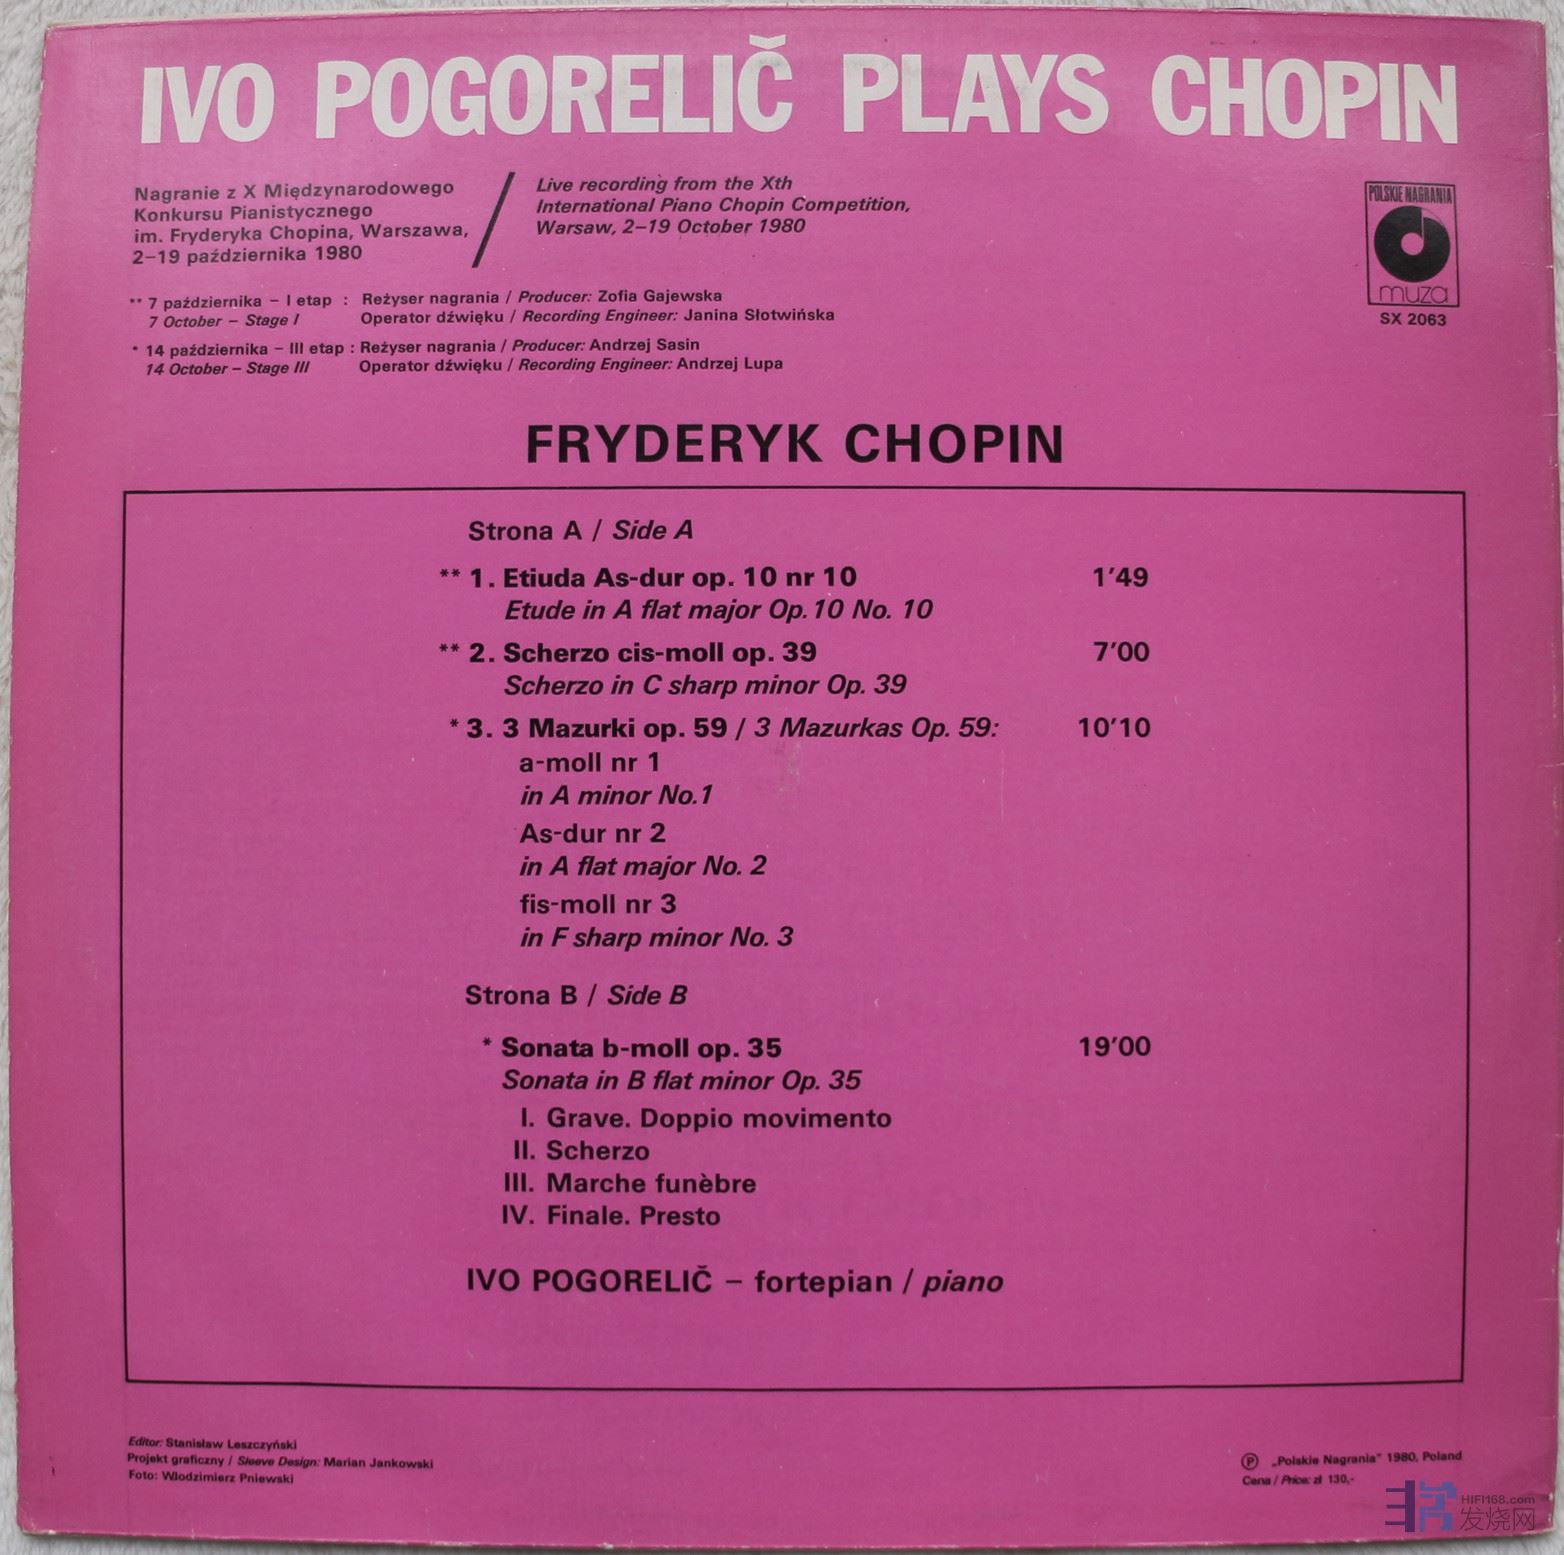 IVO POGORELIČ PLAYS CHOPIN
Nagranie z X Międzynarodowego
Konkursu Pianistycznego
im. Fryderyka Chopina, Warszawa,
2–19 października 1980
/
Live recording from the Xth
International Piano Chopin Competition,
Warsaw, 2–19 October 1980
POLSKIE NAGRANIA
muza
SX 2063
** 7 października – I etap : Reżyser nagrania / Producer: Zofia Gajewska
7 October – Stage I Operator dźwięku / Recording Engineer: Janina Słotwińska
* 14 października – III etap : Reżyser nagrania / Producer: Andrzej Sasin
14 October – Stage III Operator dźwięku / Recording Engineer: Andrzej Lupa
FRYDERYK CHOPIN
Strona A / Side A
** 1. Etiuda As-dur op. 10 nr 10 1'49
Etude in A flat major Op. 10 No. 10
** 2. Scherzo cis-moll op. 39 7'00
Scherzo in C sharp minor Op. 39
* 3. 3 Mazurki op. 59 / 3 Mazurkas Op. 59: 10'10
a-moll nr 1
in A minor No.1
As-dur nr 2
in A flat major No. 2
fis-moll nr 3
in F sharp minor No. 3
Strona B / Side B
* Sonata b-moll op. 35 19'00
Sonata in B flat minor Op. 35
I. Grave. Doppio movimento
II. Scherzo
III. Marche funèbre
IV. Finale. Presto
IVO POGORELIČ – fortepian / piano
Editor: Stanisław Leszczyński
Projekt graficzny / Sleeve Design: Marian Jankowski
Foto: Włodzimierz Pniewski
Ⓟ „Polskie Nagrania” 1980, Poland
Cena / Price: zł 130,-
HIFI168.com
发烧网